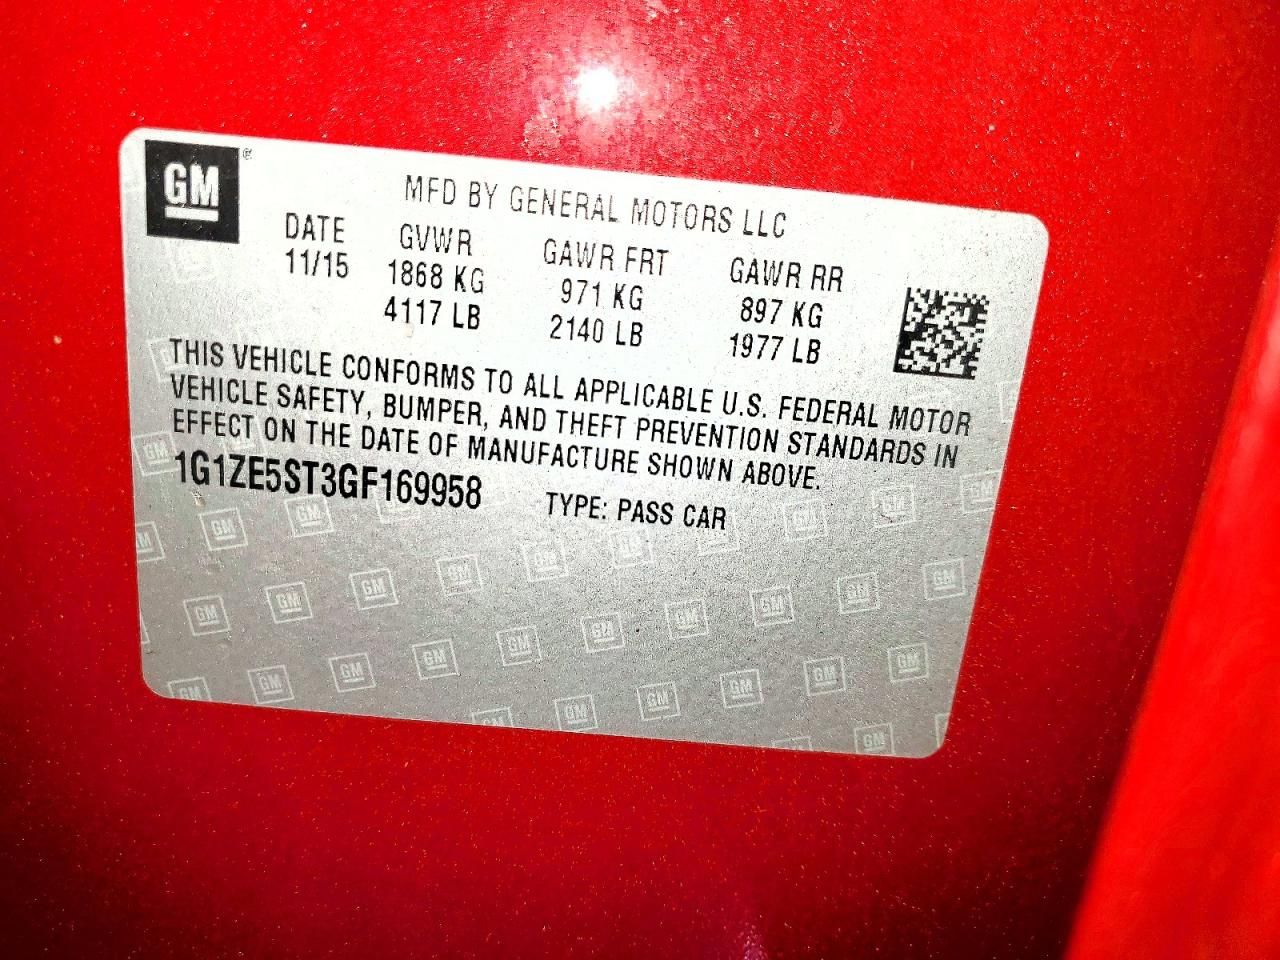 GM
MFD BY GENERAL MOTORS LLC
DATE GVWR GAWR FRT GAWR RR
11/15 1868 KG 971 KG 897 KG
4117 LB 2140 LB 1977 LB
THIS VEHICLE CONFORMS TO ALL APPLICABLE U.S. FEDERAL MOTOR
VEHICLE SAFETY, BUMPER, AND THEFT PREVENTION STANDARDS IN
EFFECT ON THE DATE OF MANUFACTURE SHOWN ABOVE.
1G1ZE5ST3GF169958 TYPE: PASS CAR